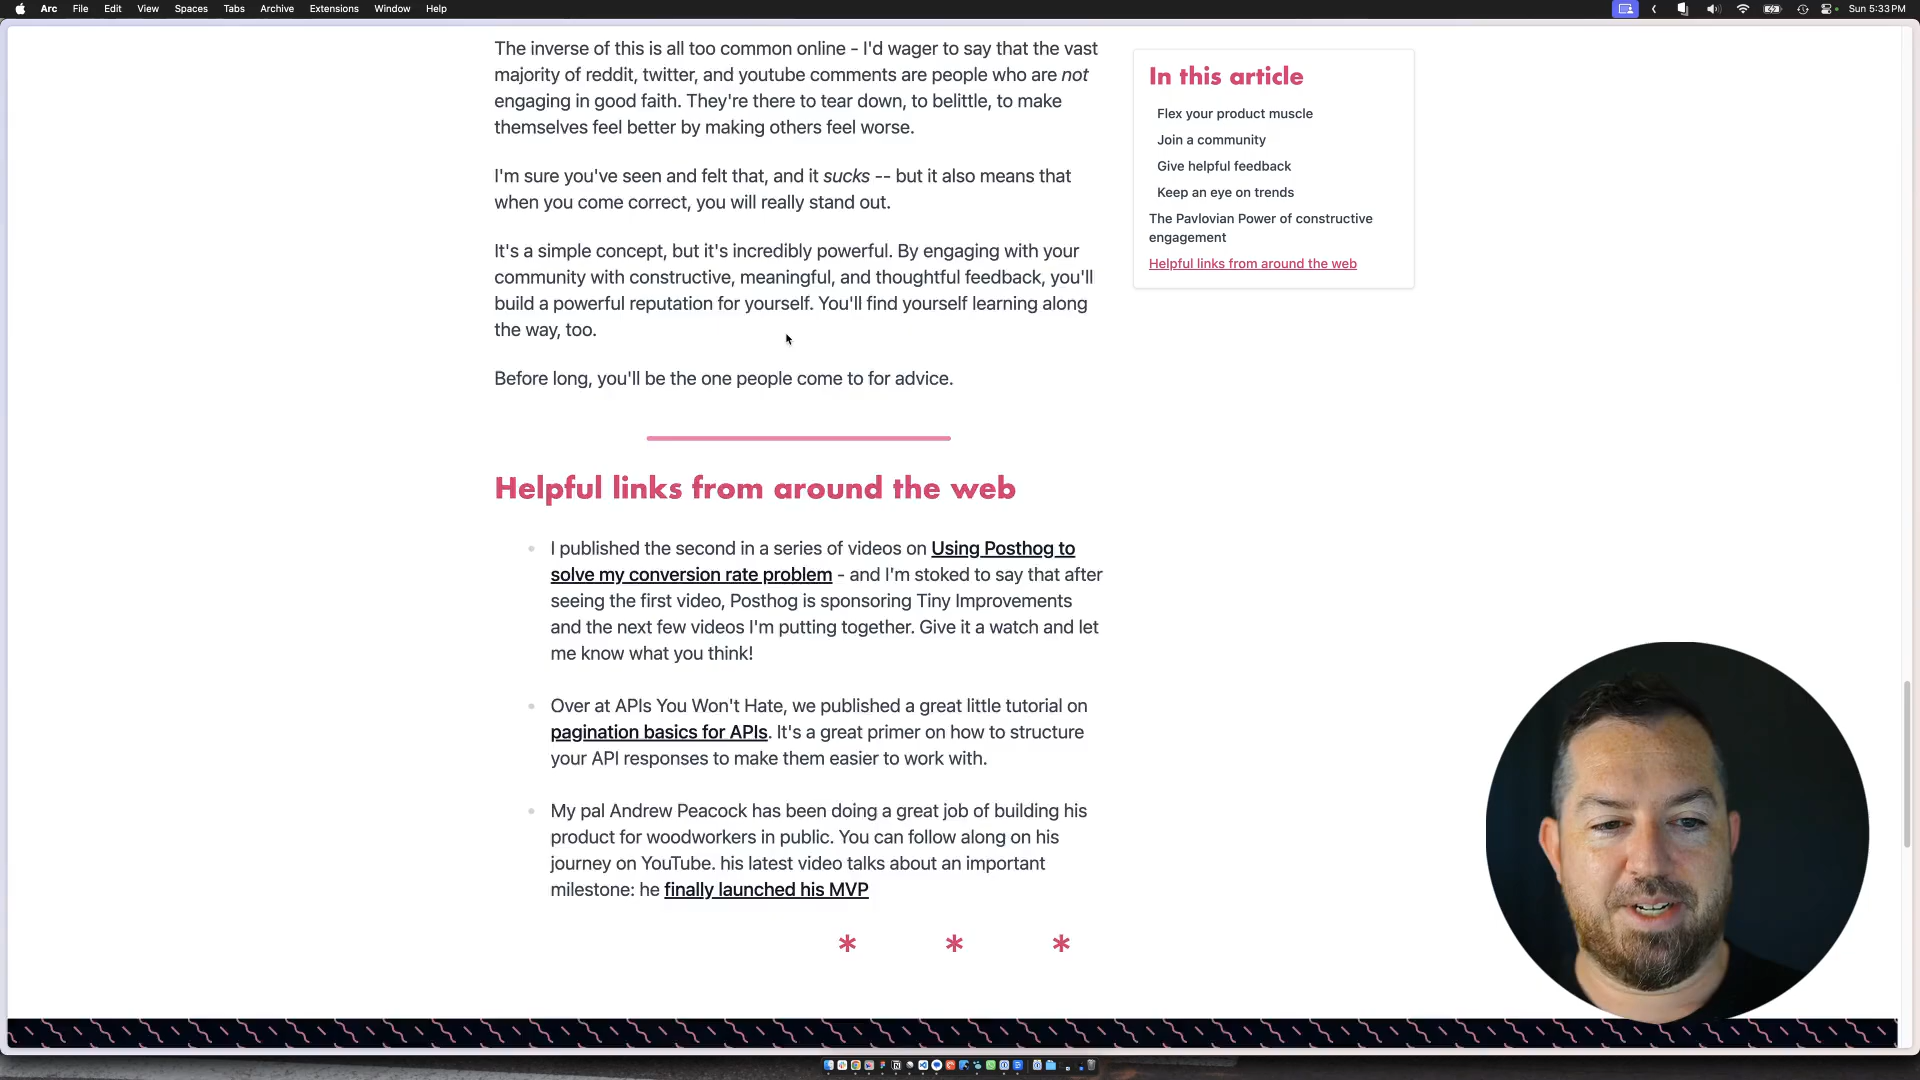 Arc File Edit View Spaces Tabs Archive Extensions Window Help
Sun 5:33 PM
The inverse of this is all too common online - I'd wager to say that the vast
majority of reddit, twitter, and youtube comments are people who are not
engaging in good faith. They're there to tear down, to belittle, to make
themselves feel better by making others feel worse.
I'm sure you've seen and felt that, and it sucks -- but it also means that
when you come correct, you will really stand out.
It's a simple concept, but it's incredibly powerful. By engaging with your
community with constructive, meaningful, and thoughtful feedback, you'll
build a powerful reputation for yourself. You'll find yourself learning along
the way, too.
Before long, you'll be the one people come to for advice.
Helpful links from around the web
I published the second in a series of videos on Using Posthog to
solve my conversion rate problem - and I'm stoked to say that after
seeing the first video, Posthog is sponsoring Tiny Improvements
and the next few videos I'm putting together. Give it a watch and let
me know what you think!
Over at APIs You Won't Hate, we published a great little tutorial on
pagination basics for APIs. It's a great primer on how to structure
your API responses to make them easier to work with.
My pal Andrew Peacock has been doing a great job of building his
product for woodworkers in public. You can follow along on his
journey on YouTube. his latest video talks about an important
milestone: he finally launched his MVP
* * *
In this article
Flex your product muscle
Join a community
Give helpful feedback
Keep an eye on trends
The Pavlovian Power of constructive
engagement
Helpful links from around the web